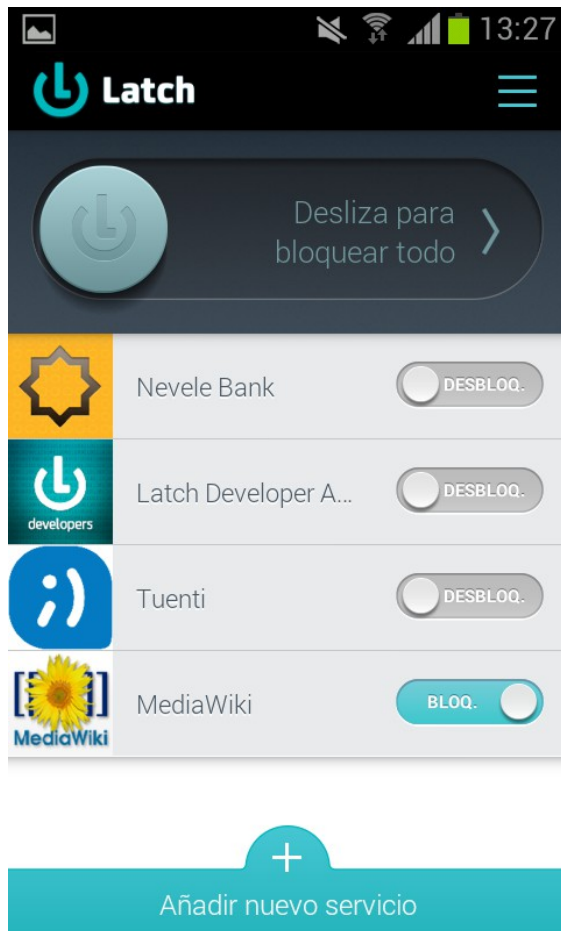 13:27
Latch
Desliza para
bloquear todo
Nevele Bank
DESBLOQ.
developers
Latch Developer A...
DESBLOQ.
Tuenti
DESBLOQ.
[[MediaWiki]]
MediaWiki
BLOQ.
+
Añadir nuevo servicio